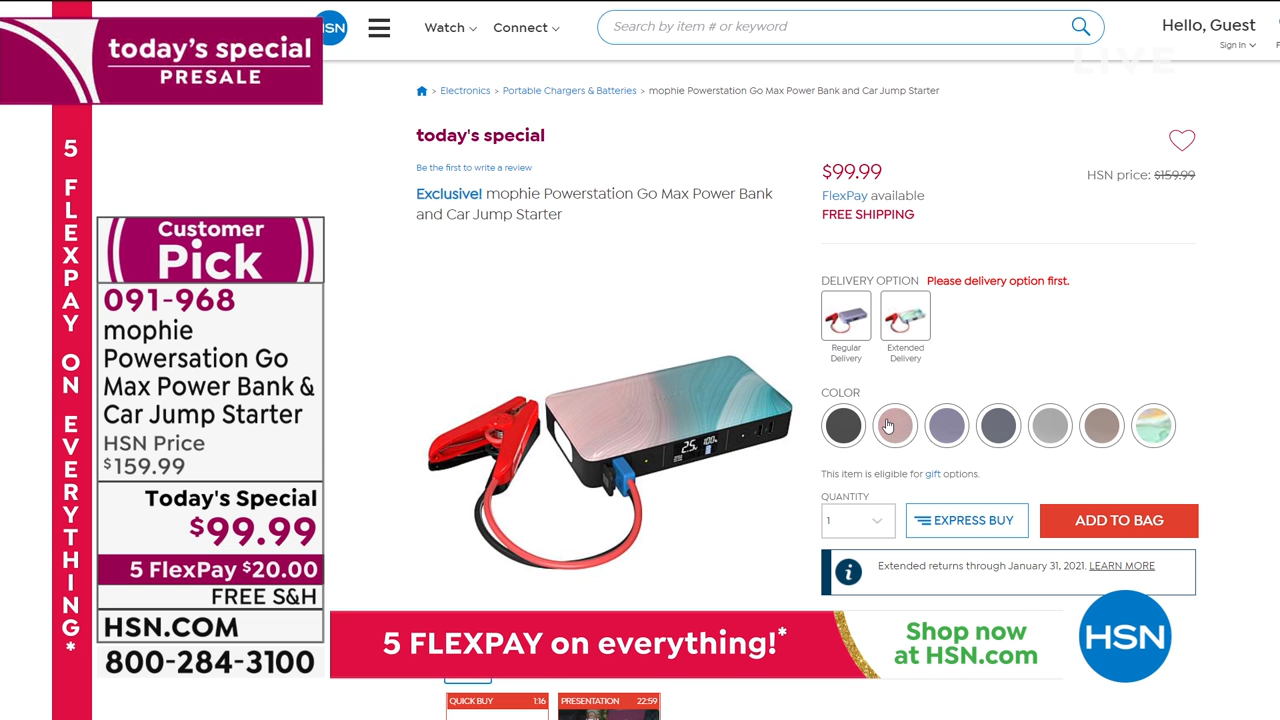 today's special
PRESALE
5 FLEXPAY ON EVERYTHING*
Customer
Pick
091-968
mophie
Powersation Go
Max Power Bank &
Car Jump Starter
HSN Price
$159.99
Today's Special
$99.99
5 FlexPay $20.00
FREE S&H
HSN.COM
800-284-3100
HSN
Watch
Connect
Search by item # or keyword
Hello, Guest
Sign In
LIVE
> Electronics > Portable Chargers & Batteries > mophie Powerstation Go Max Power Bank and Car Jump Starter
today's special
Be the first to write a review
Exclusive! mophie Powerstation Go Max Power Bank
and Car Jump Starter
$99.99
HSN price: $159.99
FlexPay available
FREE SHIPPING
DELIVERY OPTION Please delivery option first.
Regular
Delivery
Extended
Delivery
COLOR
This item is eligible for gift options.
QUANTITY
1
EXPRESS BUY
ADD TO BAG
Extended returns through January 31, 2021. LEARN MORE
5 FLEXPAY on everything!*
Shop now
at HSN.com
HSN
QUICK BUY 1:16
PRESENTATION 22:59